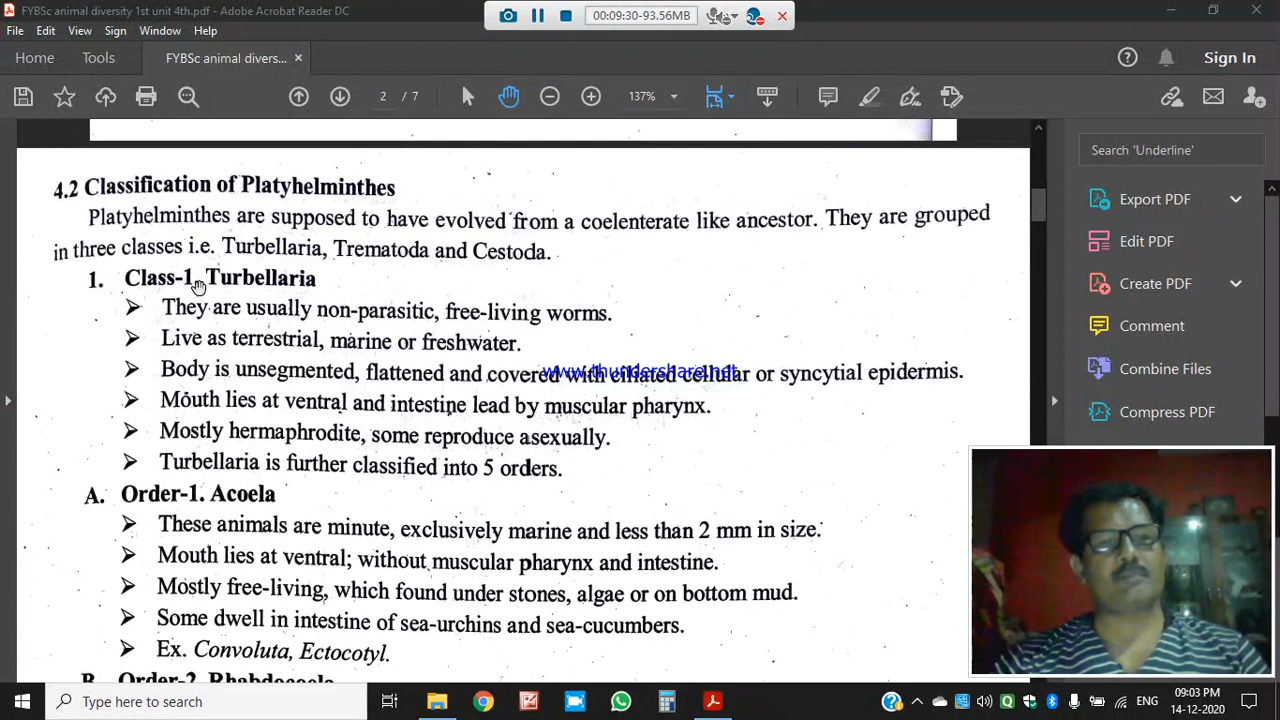 FYBSc animal diversity 1st unit 4th.pdf - Adobe Acrobat Reader DC
00:09:30-93.56MB
File Edit View Sign Window Help
Home Tools FYBSc animal divers... Sign In
2 / 7 137%
Search 'Underline'
4.2 Classification of Platyhelminthes
Platyhelminthes are supposed to have evolved from a coelenterate like ancestor. They are grouped
in three classes i.e. Turbellaria, Trematoda and Cestoda.
1. Class-1. Turbellaria
They are usually non-parasitic, free-living worms.
Live as terrestrial, marine or freshwater.
Body is unsegmented, flattened and covered with ciliated cellular or syncytial epidermis.
www.thundershare.net
Mouth lies at ventral and intestine lead by muscular pharynx.
Mostly hermaphrodite, some reproduce asexually.
Turbellaria is further classified into 5 orders.
A. Order-1. Acoela
These animals are minute, exclusively marine and less than 2 mm in size.
Mouth lies at ventral; without muscular pharynx and intestine.
Mostly free-living, which found under stones, algae or on bottom mud.
Some dwell in intestine of sea-urchins and sea-cucumbers.
Ex. Convoluta, Ectocotyl.
B. Order-2. Rhabdocoela
Export PDF
Edit PDF
Create PDF
Comment
Combine Files
Compress PDF
Type here to search
ENG
09:03 PM
14-12-2020